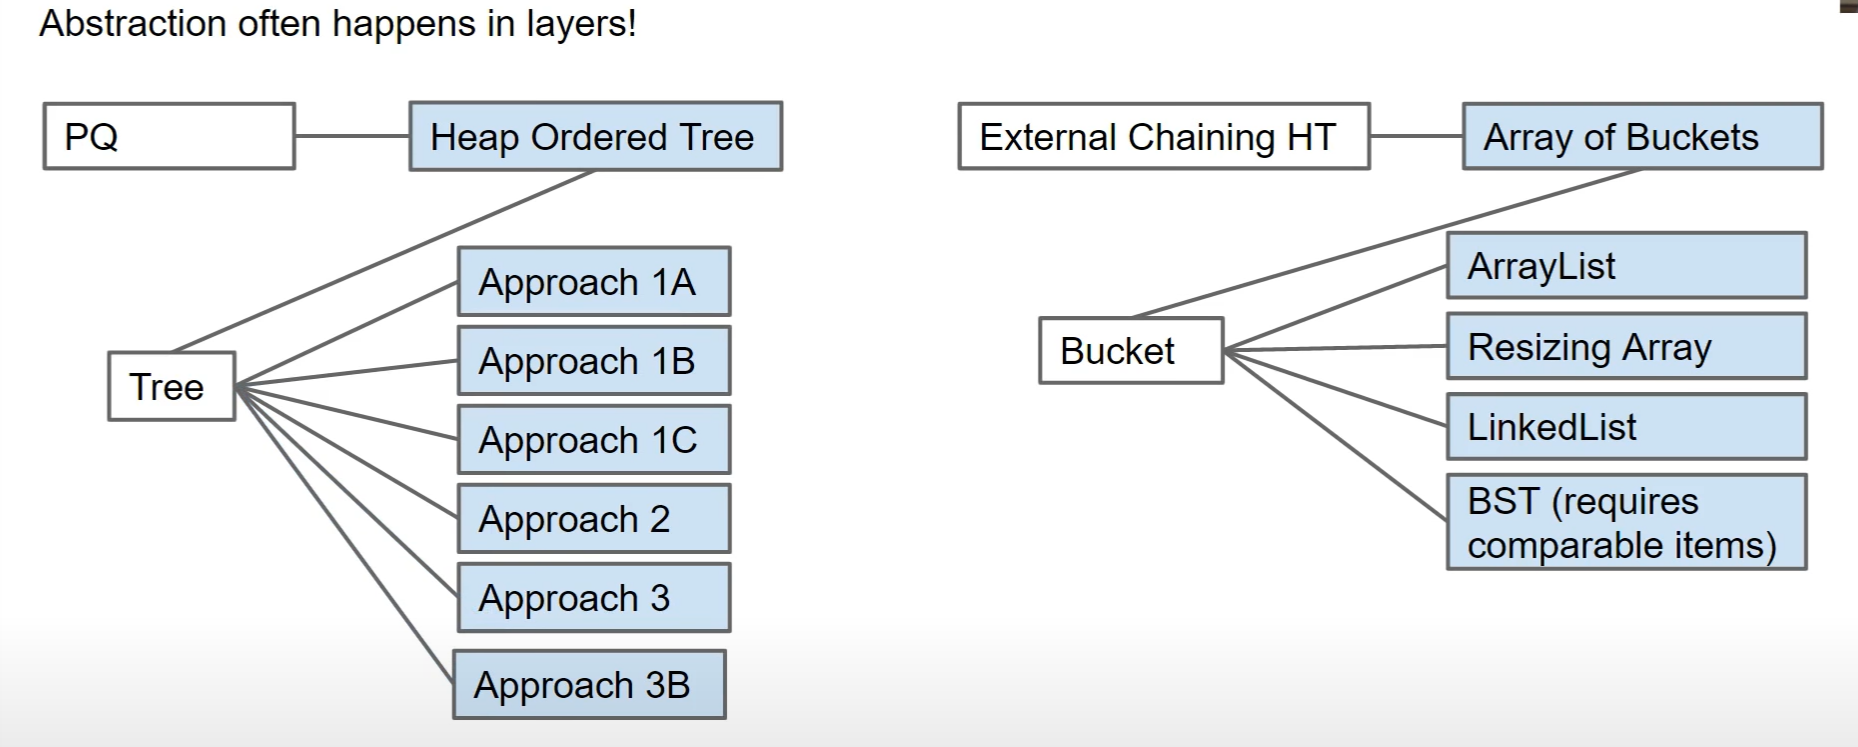 Abstraction often happens in layers!
PQ
Heap Ordered Tree
Tree
Approach 1A
Approach 1B
Approach 1C
Approach 2
Approach 3
Approach 3B
External Chaining HT
Array of Buckets
Bucket
ArrayList
Resizing Array
LinkedList
BST (requires
comparable items)